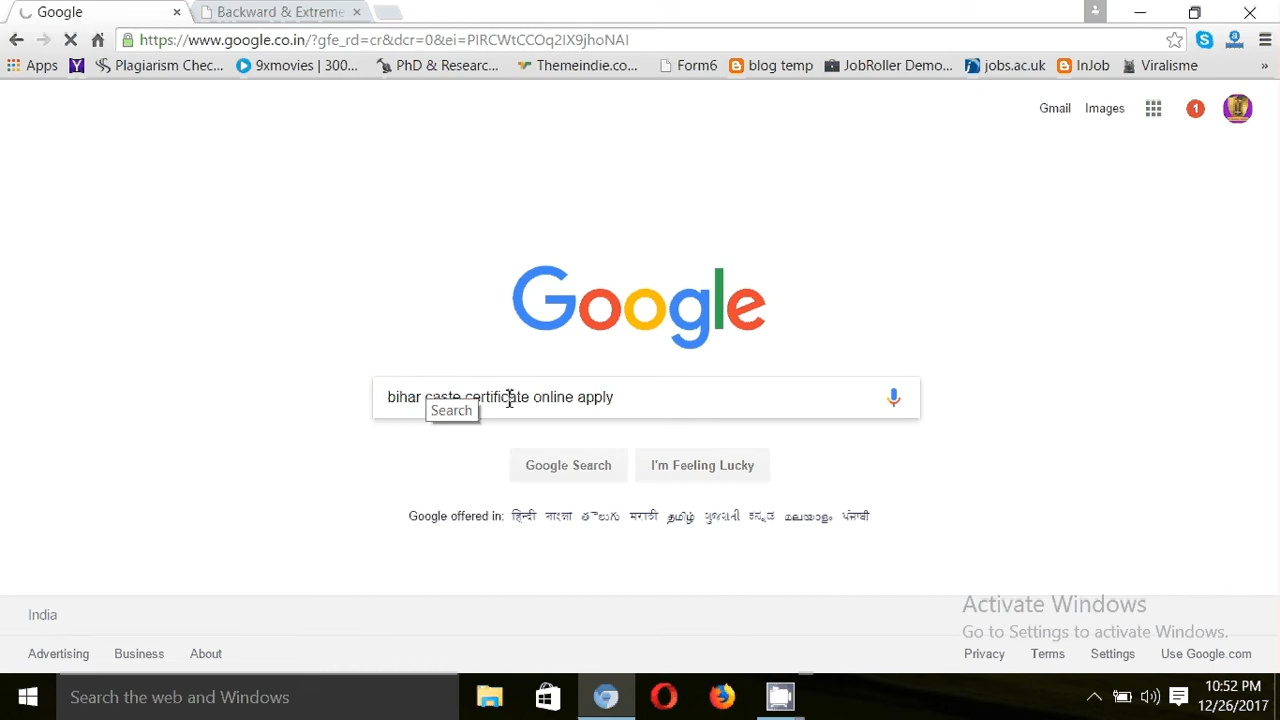 Google
Backward & Extreme
https://www.google.co.in/?gfe_rd=cr&dcr=0&ei=PIRCWtCCOq2IX9jhoNAI
Apps
Plagiarism Chec...
9xmovies | 300...
PhD & Researc...
Themeindie.co...
Form6
blog temp
JobRoller Demo...
jobs.ac.uk
InJob
Viralisme
»
Gmail
Images
1
Google
bihar caste certificate online apply
Search
Google Search
I'm Feeling Lucky
Google offered in: हिन्दी বাংলা తెలుగు मराठी தமிழ் ગુજરાતી ಕನ್ನಡ മലയാളം ਪੰਜਾਬੀ
India
Activate Windows
Go to Settings to activate Windows.
Advertising
Business
About
Privacy
Terms
Settings
Use Google.com
Search the web and Windows
10:52 PM
12/26/2017